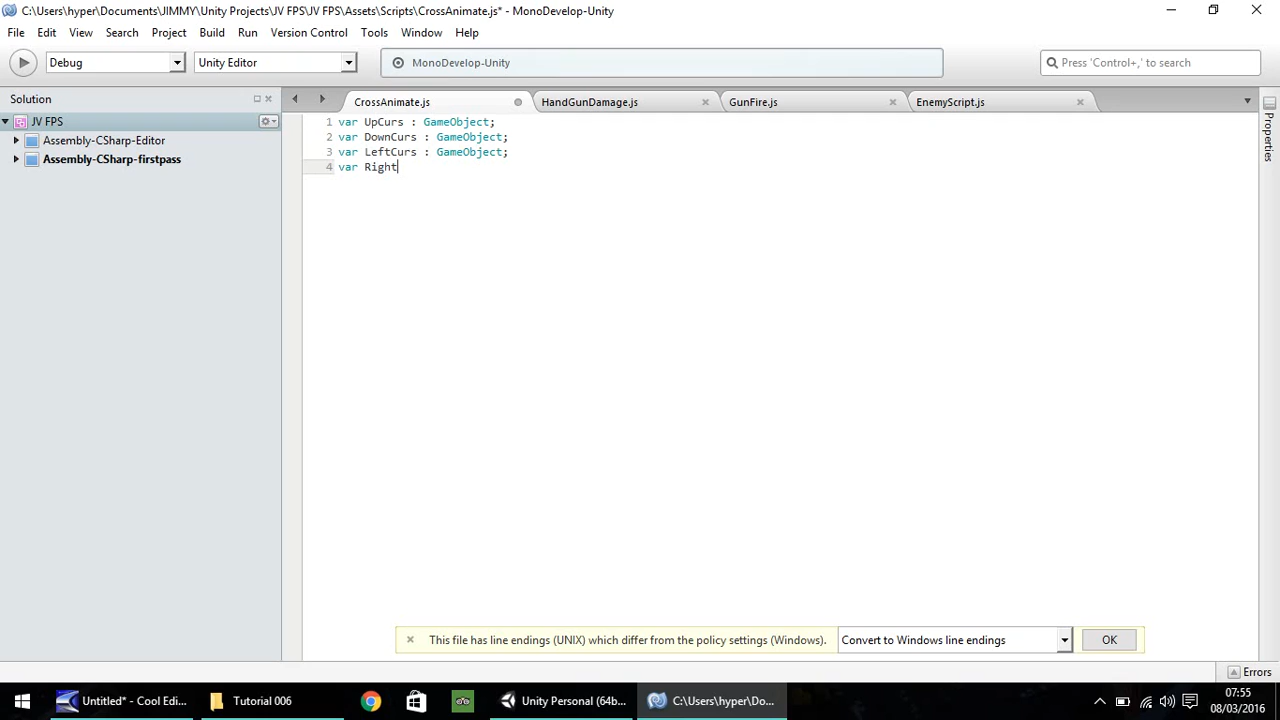 C:\Users\hyper\Documents\JIMMY\Unity Projects\JV FPS\JV FPS\Assets\Scripts\CrossAnimate.js* - MonoDevelop-Unity
File Edit View Search Project Build Run Version Control Tools Window Help
Debug Unity Editor MonoDevelop-Unity Press 'Control+,' to search
Solution CrossAnimate.js HandGunDamage.js GunFire.js EnemyScript.js
JV FPS
Assembly-CSharp-Editor
Assembly-CSharp-firstpass
1 var UpCurs : GameObject;
2 var DownCurs : GameObject;
3 var LeftCurs : GameObject;
4 var Right
Properties
This file has line endings (UNIX) which differ from the policy settings (Windows). Convert to Windows line endings OK
Errors
Untitled* - Cool Edi... Tutorial 006 Unity Personal (64b... C:\Users\hyper\Do...
07:55
08/03/2016